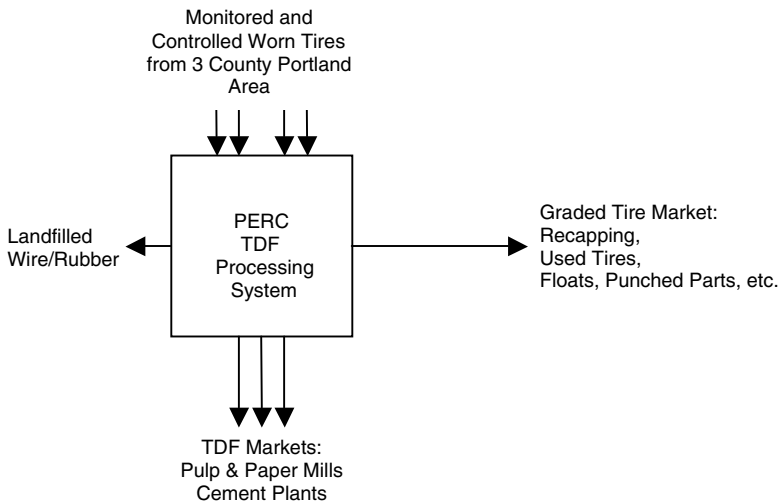 Monitored and
Controlled Worn Tires
from 3 County Portland
Area
PERC
TDF
Processing
System
Landfilled
Wire/Rubber
Graded Tire Market:
Recapping,
Used Tires,
Floats, Punched Parts, etc.
TDF Markets:
Pulp & Paper Mills
Cement Plants